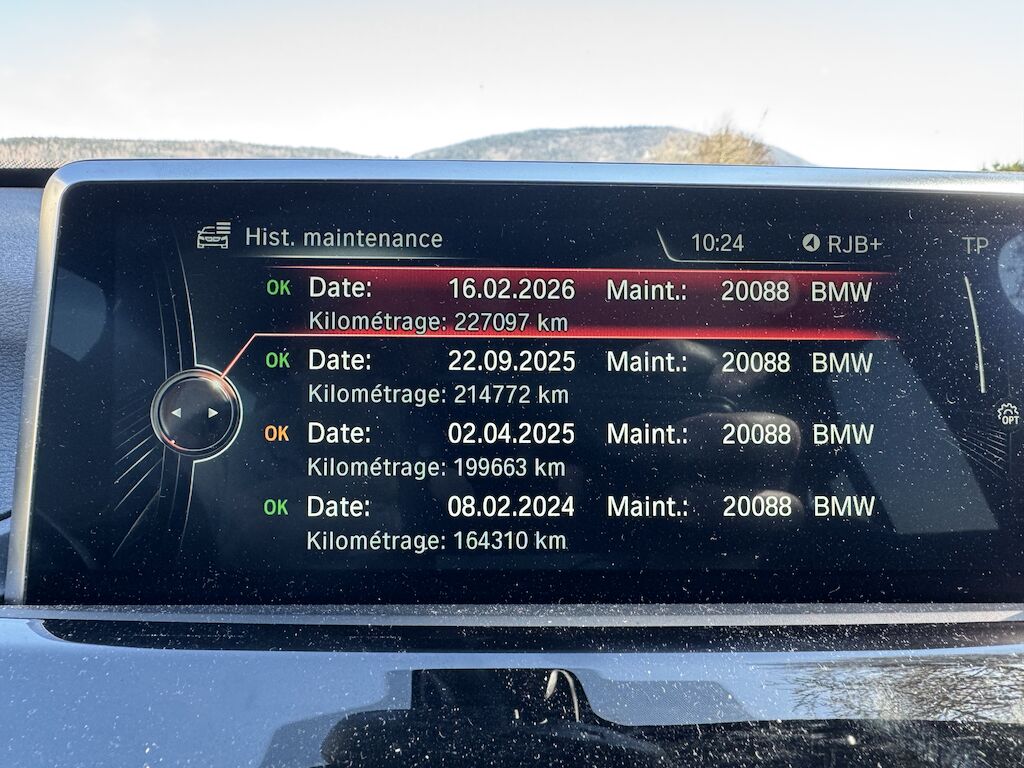 Hist. maintenance 10:24 RJB+ TP
OK Date: 16.02.2026 Maint.: 20088 BMW
Kilométrage: 227097 km
OK Date: 22.09.2025 Maint.: 20088 BMW
Kilométrage: 214772 km
OK Date: 02.04.2025 Maint.: 20088 BMW
Kilométrage: 199663 km
OK Date: 08.02.2024 Maint.: 20088 BMW
Kilométrage: 164310 km
OPT